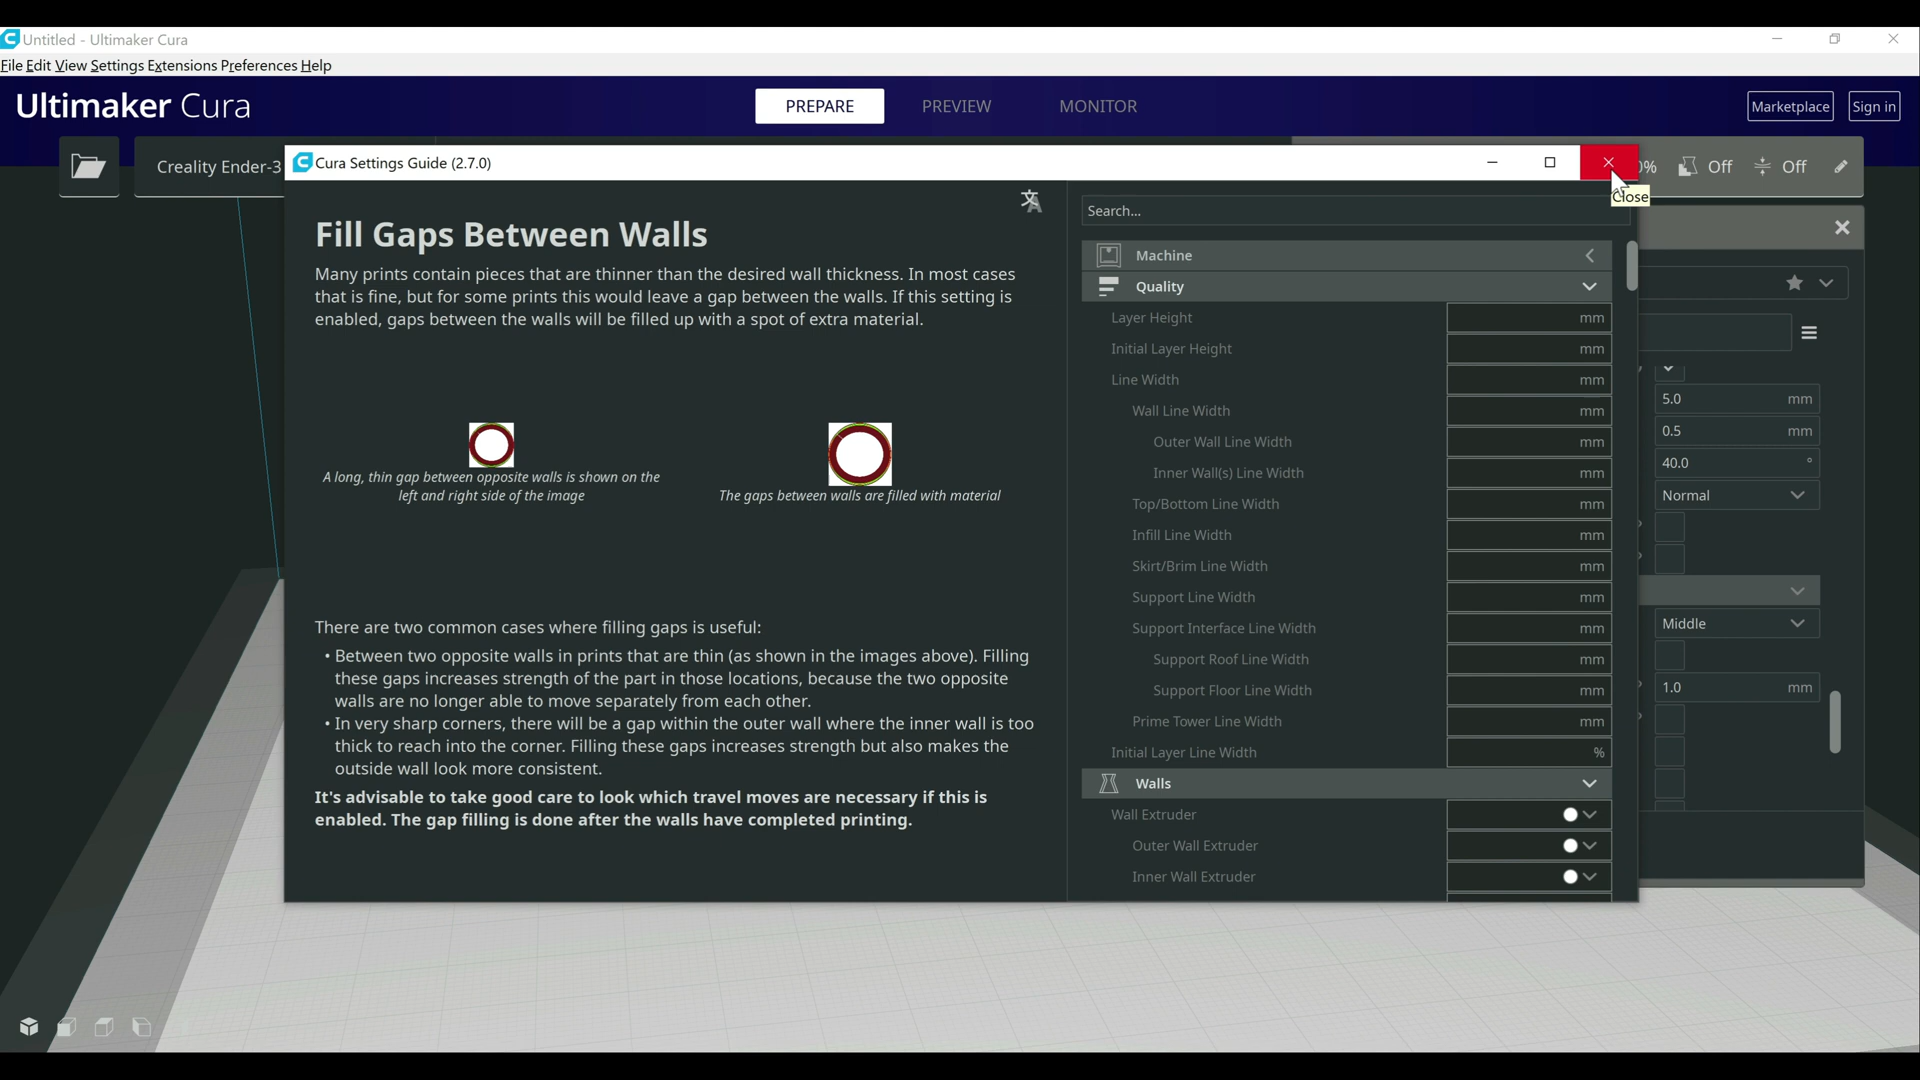 Untitled - Ultimaker Cura
File Edit View Settings Extensions Preferences Help
Ultimaker Cura
PREPARE
PREVIEW
MONITOR
Marketplace
Sign in
Creality Ender-3
Cura Settings Guide (2.7.0)
0%
Off
Off
Close
Fill Gaps Between Walls
Many prints contain pieces that are thinner than the desired wall thickness. In most cases
that is fine, but for some prints this would leave a gap between the walls. If this setting is
enabled, gaps between the walls will be filled up with a spot of extra material.
A long, thin gap between opposite walls is shown on the
left and right side of the image
The gaps between walls are filled with material
There are two common cases where filling gaps is useful:
• Between two opposite walls in prints that are thin (as shown in the images above). Filling
these gaps increases strength of the part in those locations, because the two opposite
walls are no longer able to move separately from each other.
• In very sharp corners, there will be a gap within the outer wall where the inner wall is too
thick to reach into the corner. Filling these gaps increases strength but also makes the
outside wall look more consistent.
It's advisable to take good care to look which travel moves are necessary if this is
enabled. The gap filling is done after the walls have completed printing.
Search...
Machine
Quality
Layer Height mm
Initial Layer Height mm
Line Width mm
Wall Line Width mm
Outer Wall Line Width mm
Inner Wall(s) Line Width mm
Top/Bottom Line Width mm
Infill Line Width mm
Skirt/Brim Line Width mm
Support Line Width mm
Support Interface Line Width mm
Support Roof Line Width mm
Support Floor Line Width mm
Prime Tower Line Width mm
Initial Layer Line Width %
Walls
Wall Extruder
Outer Wall Extruder
Inner Wall Extruder
5.0 mm
0.5 mm
40.0 °
Normal
Middle
1.0 mm